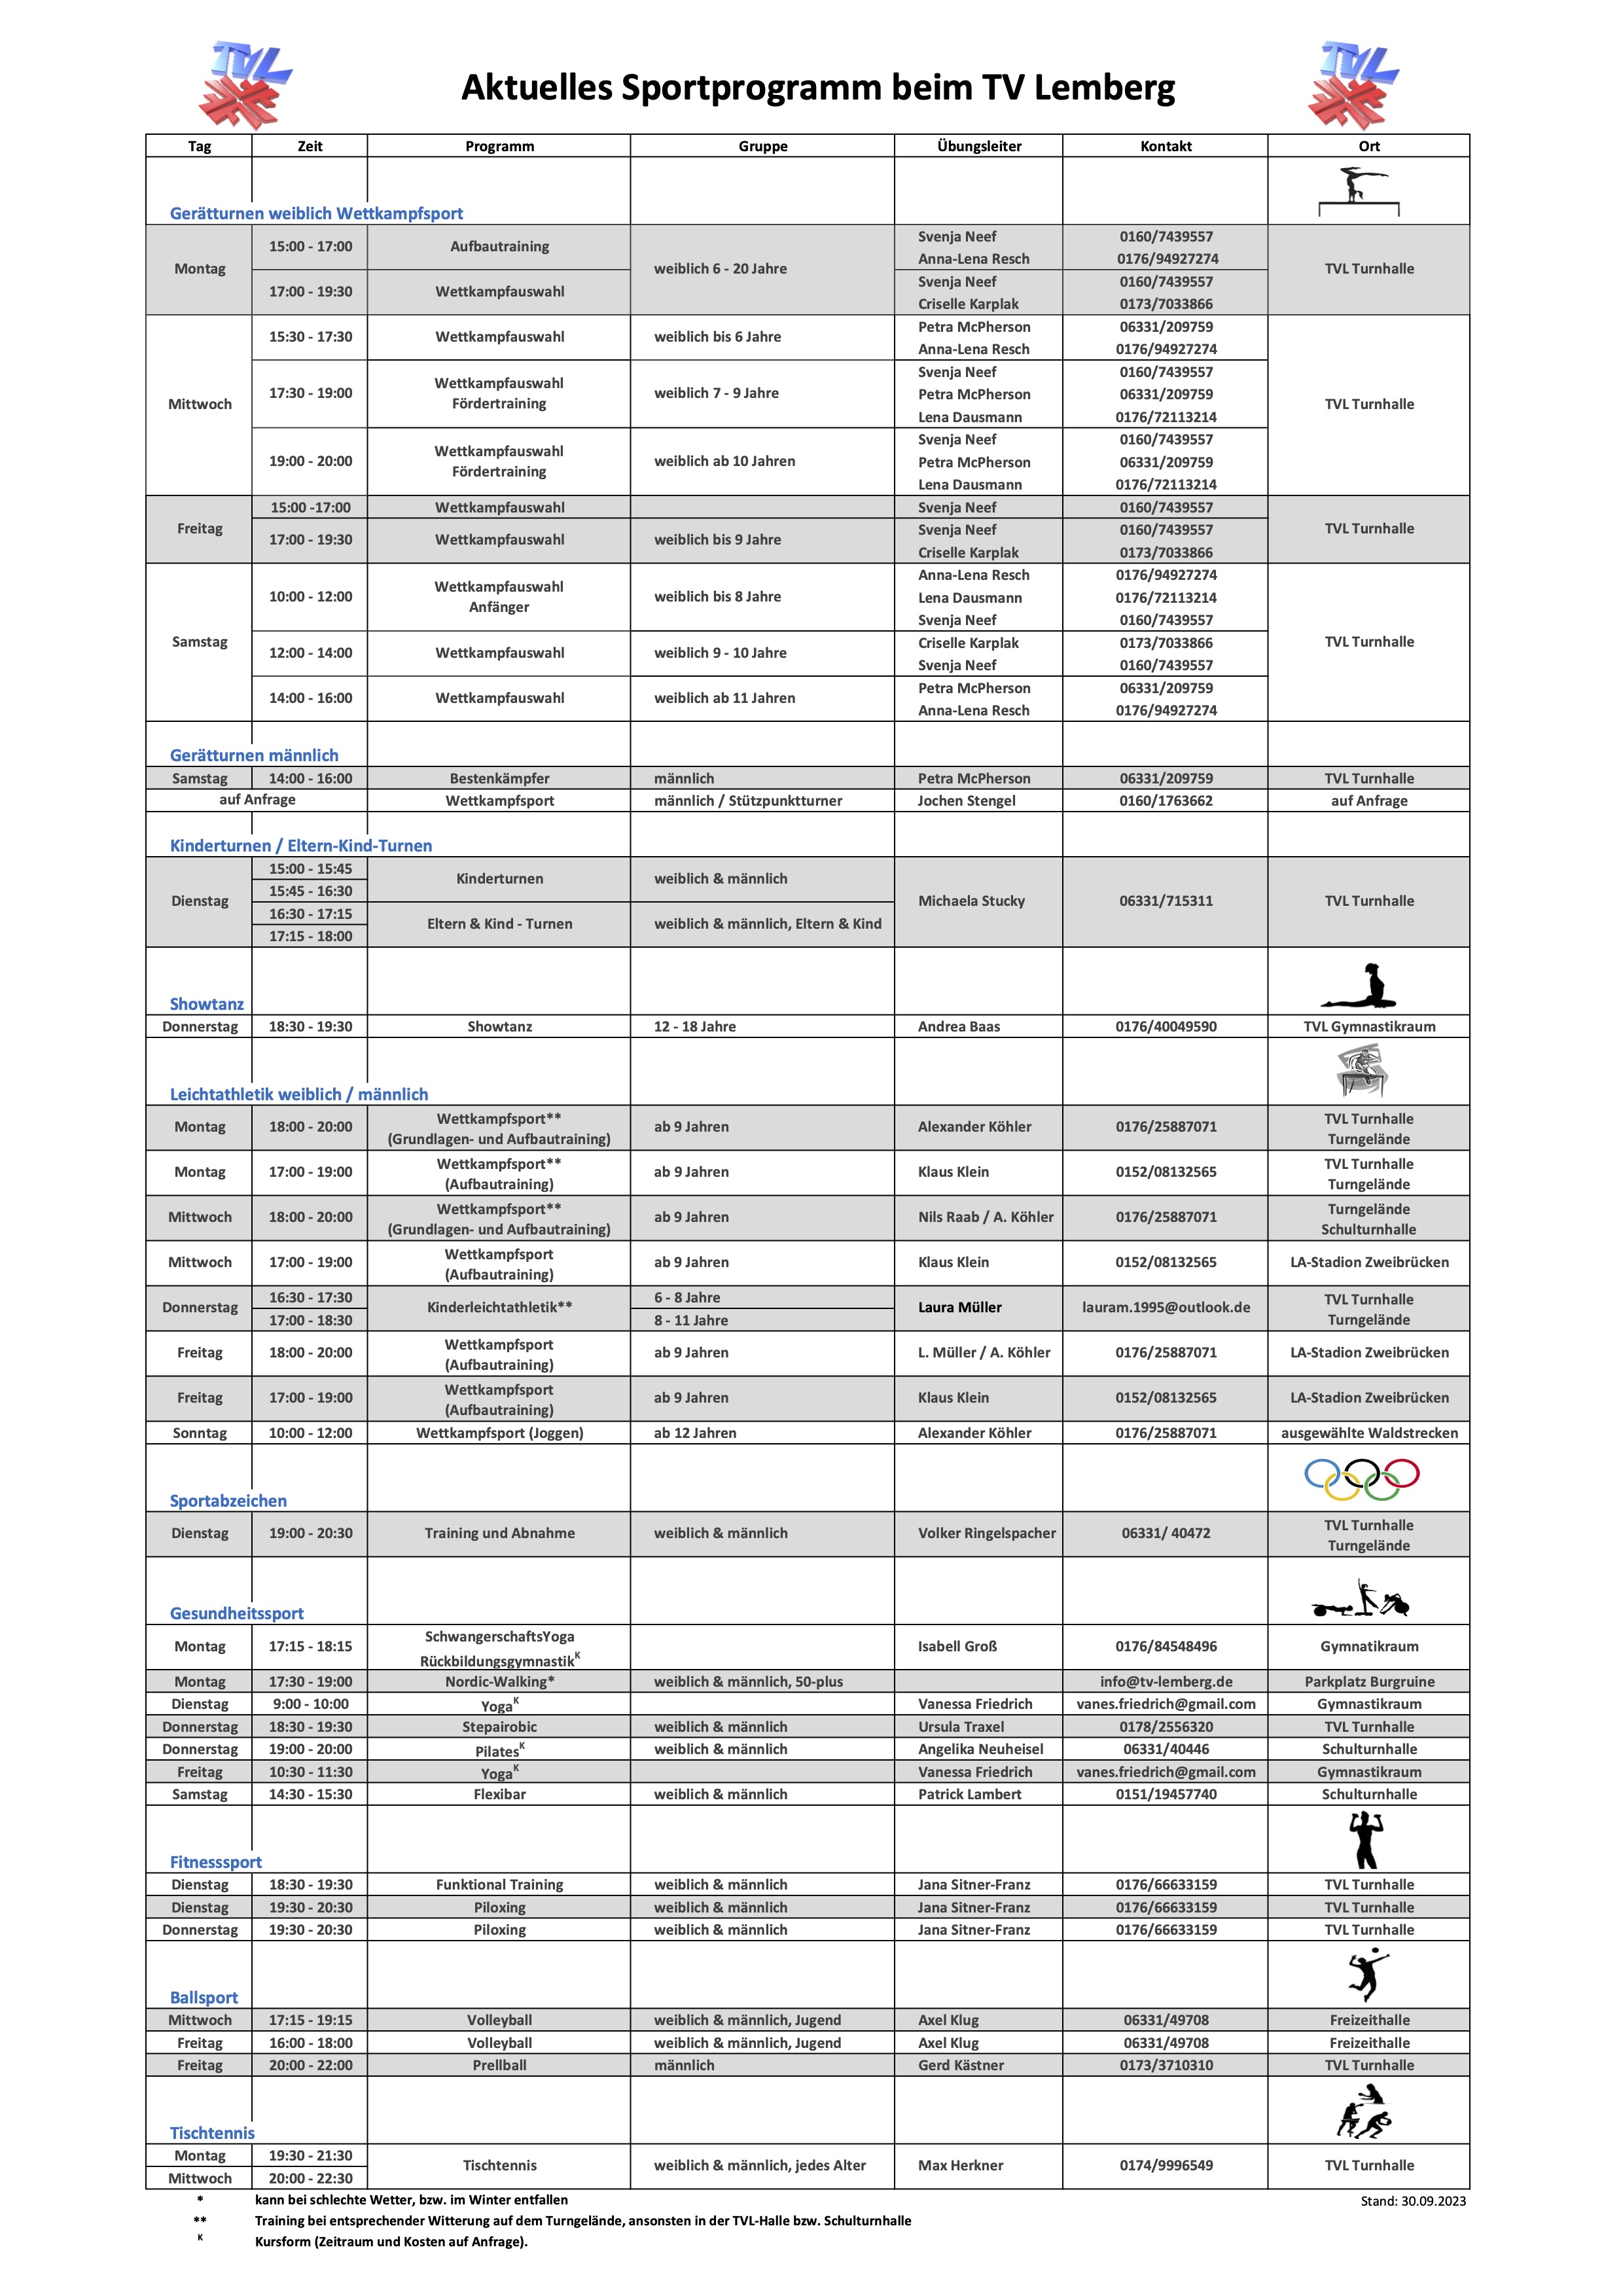 TVL
Aktuelles Sportprogramm beim TV Lemberg
TVL
Tag Zeit Programm Gruppe Übungsleiter Kontakt Ort
Gerätturnen weiblich Wettkampfsport
Montag 15:00 - 17:00 Aufbautraining weiblich 6 - 20 Jahre Svenja Neef 0160/7439557 TVL Turnhalle
Anna-Lena Resch 0176/94927274
17:00 - 19:30 Wettkampfauswahl Svenja Neef 0160/7439557
Criselle Karplak 0173/7033866
Mittwoch 15:30 - 17:30 Wettkampfauswahl weiblich bis 6 Jahre Petra McPherson 06331/209759 TVL Turnhalle
Anna-Lena Resch 0176/94927274
17:30 - 19:00 Wettkampfauswahl weiblich 7 - 9 Jahre Svenja Neef 0160/7439557
Fördertraining Petra McPherson 06331/209759
Lena Dausmann 0176/72113214
19:00 - 20:00 Wettkampfauswahl weiblich ab 10 Jahren Svenja Neef 0160/7439557
Fördertraining Petra McPherson 06331/209759
Lena Dausmann 0176/72113214
Freitag 15:00 -17:00 Wettkampfauswahl Svenja Neef 0160/7439557 TVL Turnhalle
17:00 - 19:30 Wettkampfauswahl weiblich bis 9 Jahre Svenja Neef 0160/7439557
Criselle Karplak 0173/7033866
Samstag 10:00 - 12:00 Wettkampfauswahl weiblich bis 8 Jahre Anna-Lena Resch 0176/94927274 TVL Turnhalle
Anfänger Lena Dausmann 0176/72113214
Svenja Neef 0160/7439557
12:00 - 14:00 Wettkampfauswahl weiblich 9 - 10 Jahre Criselle Karplak 0173/7033866
Svenja Neef 0160/7439557
14:00 - 16:00 Wettkampfauswahl weiblich ab 11 Jahren Petra McPherson 06331/209759
Anna-Lena Resch 0176/94927274
Gerätturnen männlich
Samstag 14:00 - 16:00 Bestenkämpfer männlich Petra McPherson 06331/209759 TVL Turnhalle
auf Anfrage Wettkampfsport männlich / Stützpunktturner Jochen Stengel 0160/1763662 auf Anfrage
Kinderturnen / Eltern-Kind-Turnen
Dienstag 15:00 - 15:45 Kinderturnen weiblich & männlich Michaela Stucky 06331/715311 TVL Turnhalle
15:45 - 16:30
16:30 - 17:15 Eltern & Kind - Turnen weiblich & männlich, Eltern & Kind
17:15 - 18:00
Showtanz
Donnerstag 18:30 - 19:30 Showtanz 12 - 18 Jahre Andrea Baas 0176/40049590 TVL Gymnastikraum
Leichtathletik weiblich / männlich
Montag 18:00 - 20:00 Wettkampfsport** ab 9 Jahren Alexander Köhler 0176/25887071 TVL Turnhalle
(Grundlagen- und Aufbautraining) Turngelände
Montag 17:00 - 19:00 Wettkampfsport** ab 9 Jahren Klaus Klein 0152/08132565 TVL Turnhalle
(Aufbautraining) Turngelände
Mittwoch 18:00 - 20:00 Wettkampfsport** ab 9 Jahren Nils Raab / A. Köhler 0176/25887071 Turngelände
(Grundlagen- und Aufbautraining) Schulturnhalle
Mittwoch 17:00 - 19:00 Wettkampfsport ab 9 Jahren Klaus Klein 0152/08132565 LA-Stadion Zweibrücken
(Aufbautraining)
Donnerstag 16:30 - 17:30 Kinderleichtathletik** 6 - 8 Jahre Laura Müller lauram.1995@outlook.de TVL Turnhalle
17:00 - 18:30 8 - 11 Jahre Turngelände
Freitag 18:00 - 20:00 Wettkampfsport ab 9 Jahren L. Müller / A. Köhler 0176/25887071 LA-Stadion Zweibrücken
(Aufbautraining)
Freitag 17:00 - 19:00 Wettkampfsport ab 9 Jahren Klaus Klein 0152/08132565 LA-Stadion Zweibrücken
(Aufbautraining)
Sonntag 10:00 - 12:00 Wettkampfsport (Joggen) ab 12 Jahren Alexander Köhler 0176/25887071 ausgewählte Waldstrecken
Sportabzeichen
Dienstag 19:00 - 20:30 Training und Abnahme weiblich & männlich Volker Ringelspacher 06331/ 40472 TVL Turnhalle
Turngelände
Gesundheitssport
Montag 17:15 - 18:15 SchwangerschaftsYoga Isabell Groß 0176/84548496 Gymnatikraum
Rückbildungsgymnastik K
Montag 17:30 - 19:00 Nordic-Walking* weiblich & männlich, 50-plus info@tv-lemberg.de Parkplatz Burgruine
Dienstag 9:00 - 10:00 Yoga K Vanessa Friedrich vanes.friedrich@gmail.com Gymnastikraum
Donnerstag 18:30 - 19:30 Stepairobic weiblich & männlich Ursula Traxel 0178/2556320 TVL Turnhalle
Donnerstag 19:00 - 20:00 Pilates K weiblich & männlich Angelika Neuheisel 06331/40446 Schulturnhalle
Freitag 10:30 - 11:30 Yoga K Vanessa Friedrich vanes.friedrich@gmail.com Gymnastikraum
Samstag 14:30 - 15:30 Flexibar weiblich & männlich Patrick Lambert 0151/19457740 Schulturnhalle
Fitnesssport
Dienstag 18:30 - 19:30 Funktional Training weiblich & männlich Jana Sitner-Franz 0176/66633159 TVL Turnhalle
Dienstag 19:30 - 20:30 Piloxing weiblich & männlich Jana Sitner-Franz 0176/66633159 TVL Turnhalle
Donnerstag 19:30 - 20:30 Piloxing weiblich & männlich Jana Sitner-Franz 0176/66633159 TVL Turnhalle
Ballsport
Mittwoch 17:15 - 19:15 Volleyball weiblich & männlich, Jugend Axel Klug 06331/49708 Freizeithalle
Freitag 16:00 - 18:00 Volleyball weiblich & männlich, Jugend Axel Klug 06331/49708 Freizeithalle
Freitag 20:00 - 22:00 Prellball männlich Gerd Kästner 0173/3710310 TVL Turnhalle
Tischtennis
Montag 19:30 - 21:30 Tischtennis weiblich & männlich, jedes Alter Max Herkner 0174/9996549 TVL Turnhalle
Mittwoch 20:00 - 22:30
* kann bei schlechte Wetter, bzw. im Winter entfallen Stand: 30.09.2023
** Training bei entsprechender Witterung auf dem Turngelände, ansonsten in der TVL-Halle bzw. Schulturnhalle
K Kursform (Zeitraum und Kosten auf Anfrage).